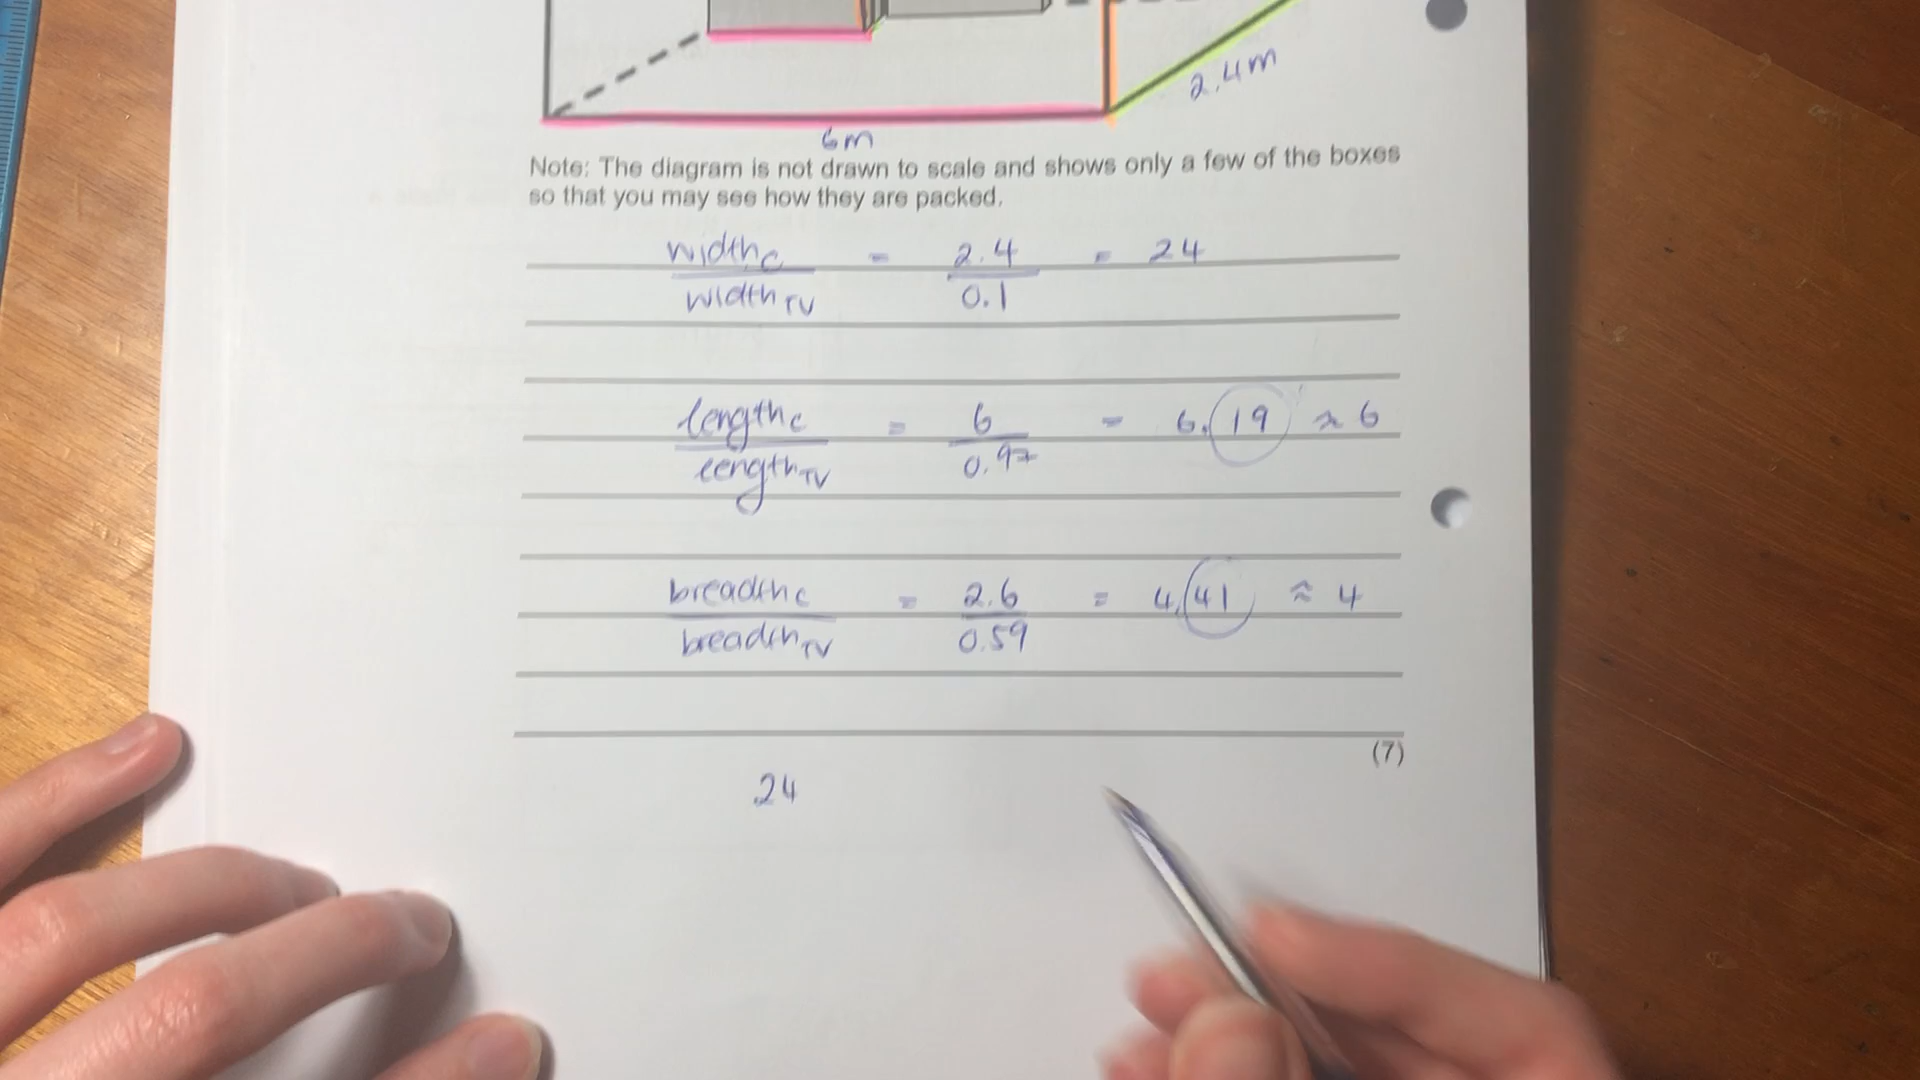 2.4m
6m
Note: The diagram is not drawn to scale and shows only a few of the boxes
so that you may see how they are packed.
widthc = 2.4 = 24
widthTV 0.1
lengthc = 6 = 6.19 ≈ 6
lengthTV 0.97
breadthc = 2.6 = 4.41 ≈ 4
breadthTV 0.59
(7)
24